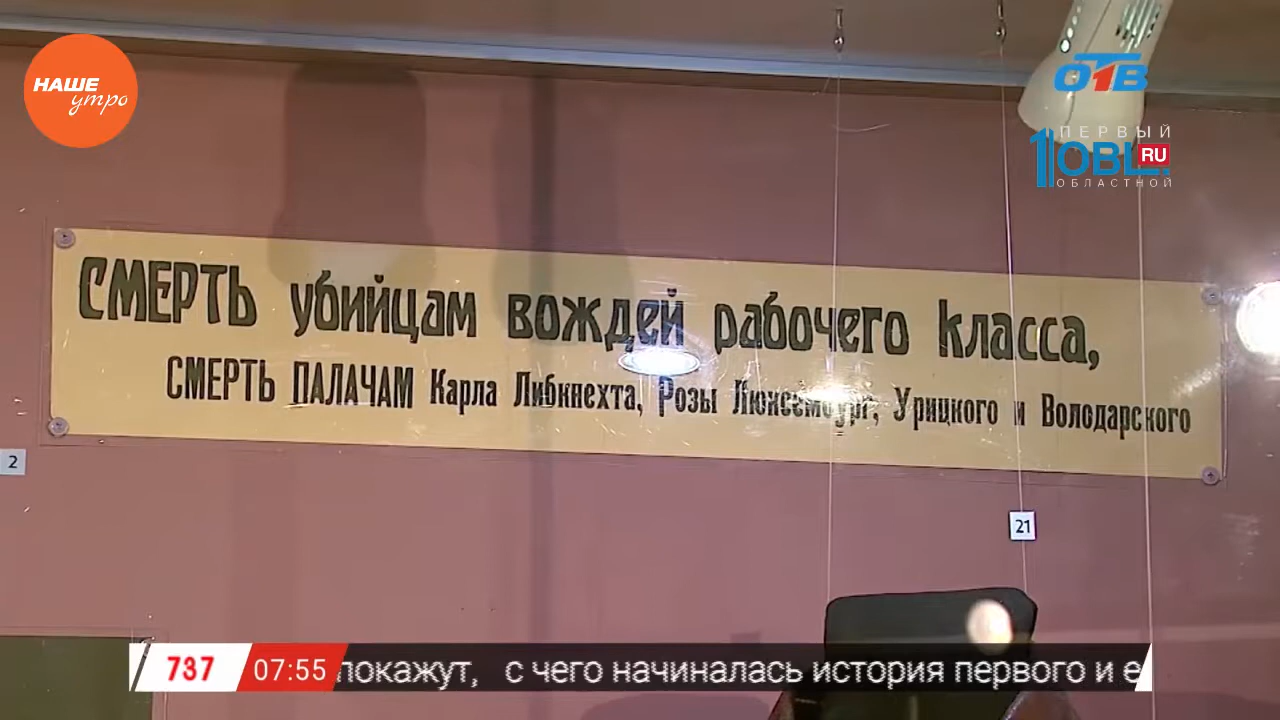 НАШЕ
утро
ОТВ
ПЕРВЫЙ
1OBL.RU
ОБЛАСТНОЙ
СМЕРТЬ убийцам вождей рабочего класса,
СМЕРТЬ ПАЛАЧАМ Карла Либкнехта, Розы Люксембург, Урицкого и Володарского
2
21
737 07:55 покажут, с чего начиналась история первого и е